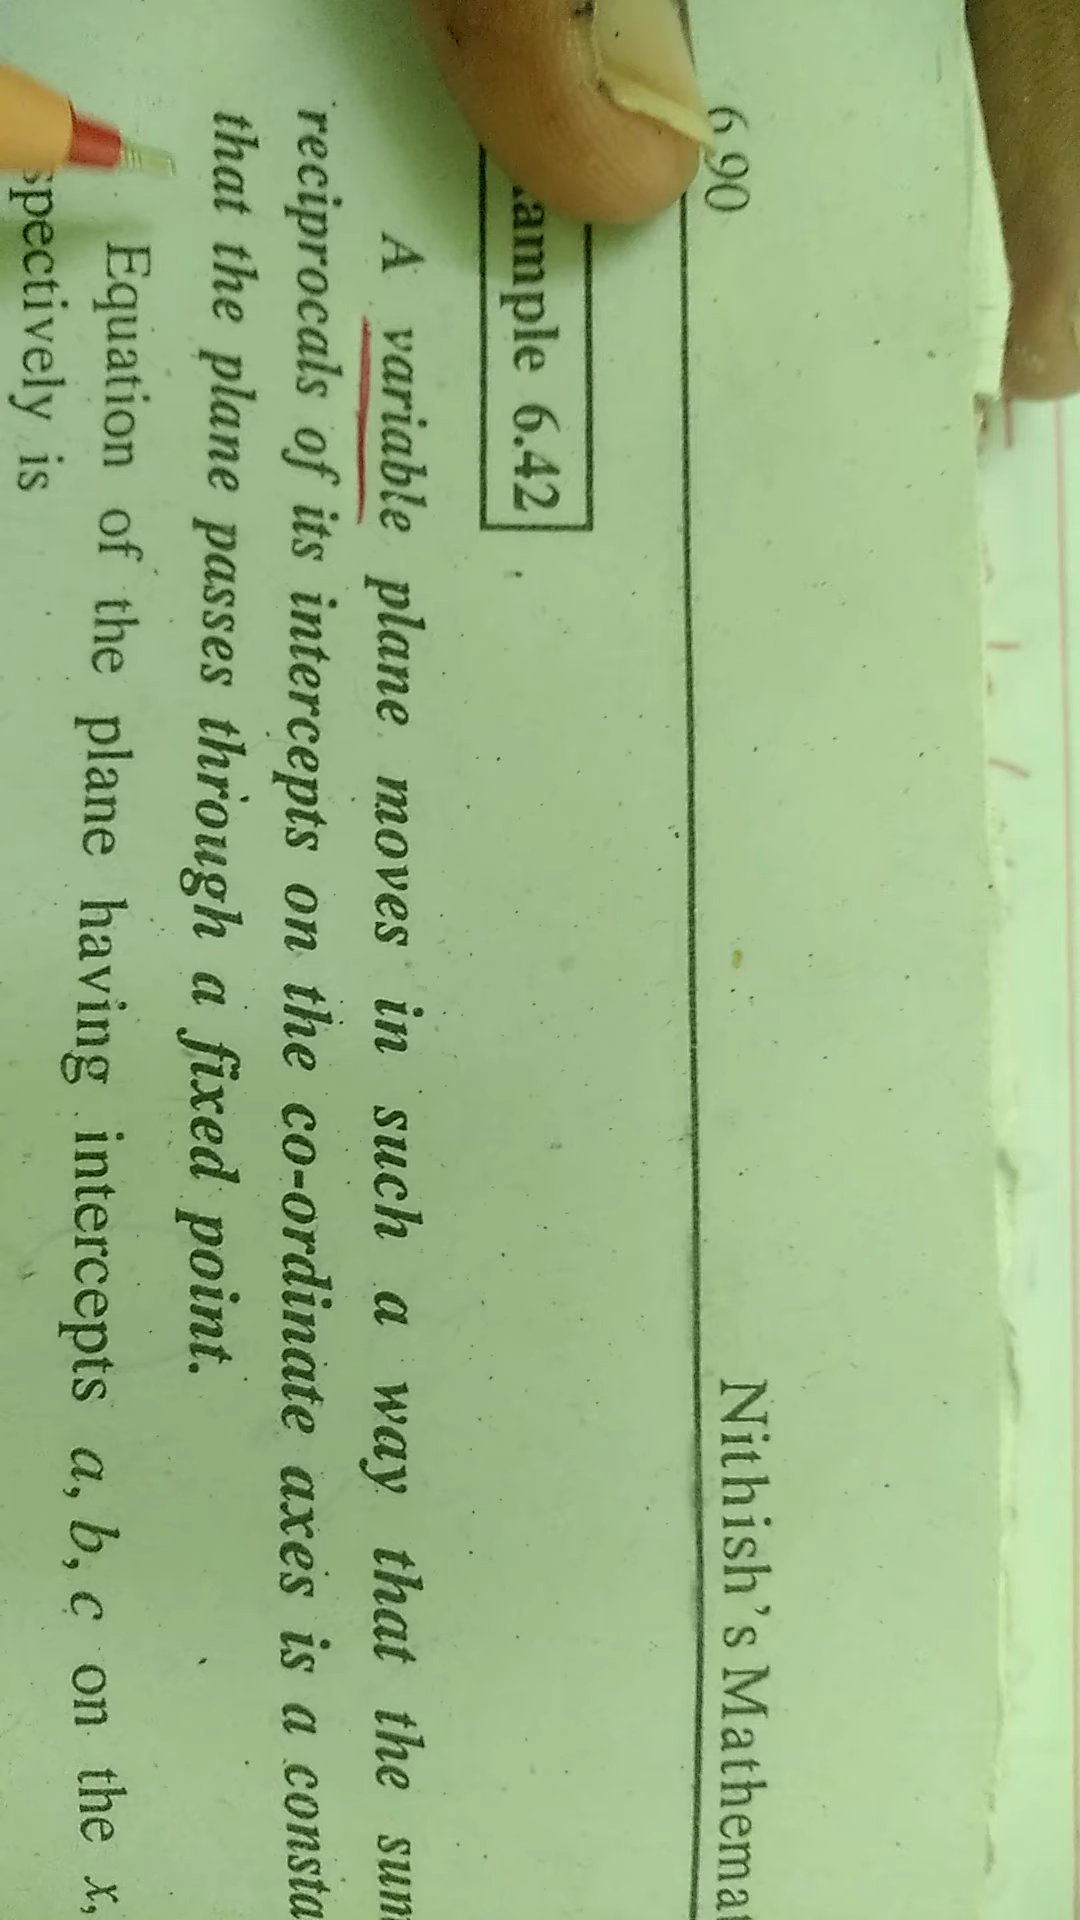 6.90 Nithish's Mathemat
ample 6.42
A variable plane moves in such a way that the sum
reciprocals of its intercepts on the co-ordinate axes is a consta
that the plane passes through a fixed point.
Equation of the plane having intercepts a, b, c on the x,
spectively is